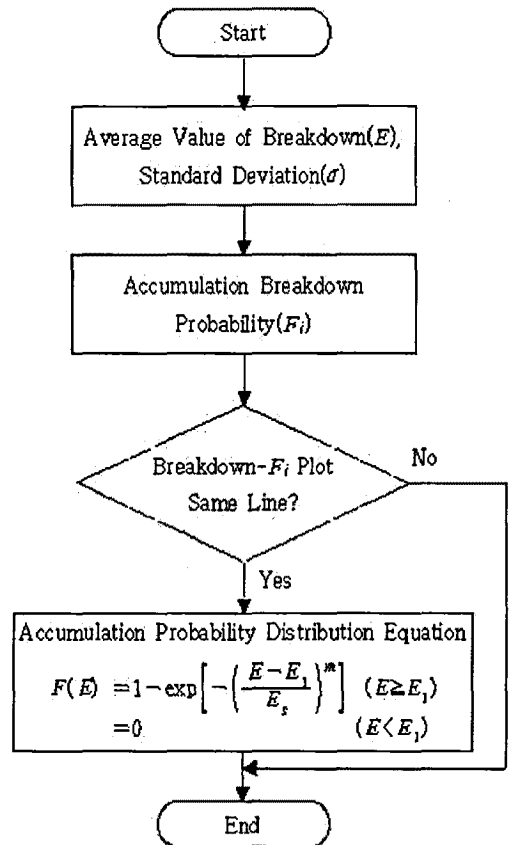 Start
Average Value of Breakdown(E),
Standard Deviation(σ)
Accumulation Breakdown
Probability(Fᵢ)
Breakdown-Fᵢ Plot
Same Line?
No
Yes
Accumulation Probability Distribution Equation
F(E) =1-exp[-{(E-E₁)/Eₛ}ᵐ] (E≥E₁)
=0 (E<E₁)
End